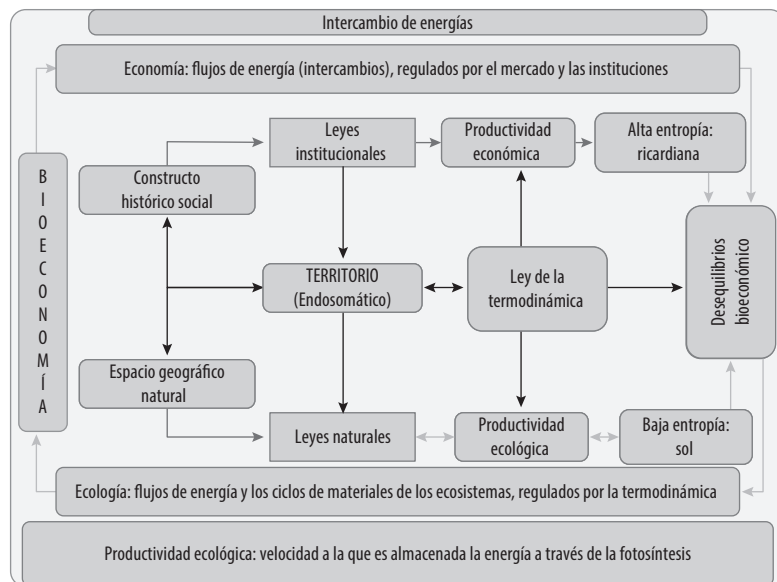 Intercambio de energías
Economía: flujos de energía (intercambios), regulados por el mercado y las instituciones
BIOECONOMÍA
Constructo
histórico social
Leyes
institucionales
Productividad
económica
Alta entropía:
ricardiana
TERRITORIO
(Endosomático)
Ley de la
termodinámica
Desequilibrios
bioeconómico
Espacio geográfico
natural
Leyes naturales
Productividad
ecológica
Baja entropía:
sol
Ecología: flujos de energía y los ciclos de materiales de los ecosistemas, regulados por la termodinámica
Productividad ecológica: velocidad a la que es almacenada la energía a través de la fotosíntesis